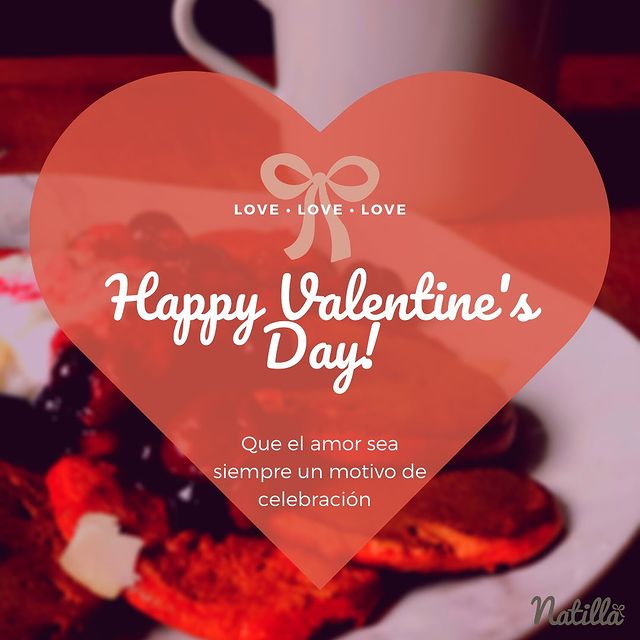 LOVE • LOVE • LOVE
Happy Valentine's
Day!
Que el amor sea
siempre un motivo de
celebración
Natilla